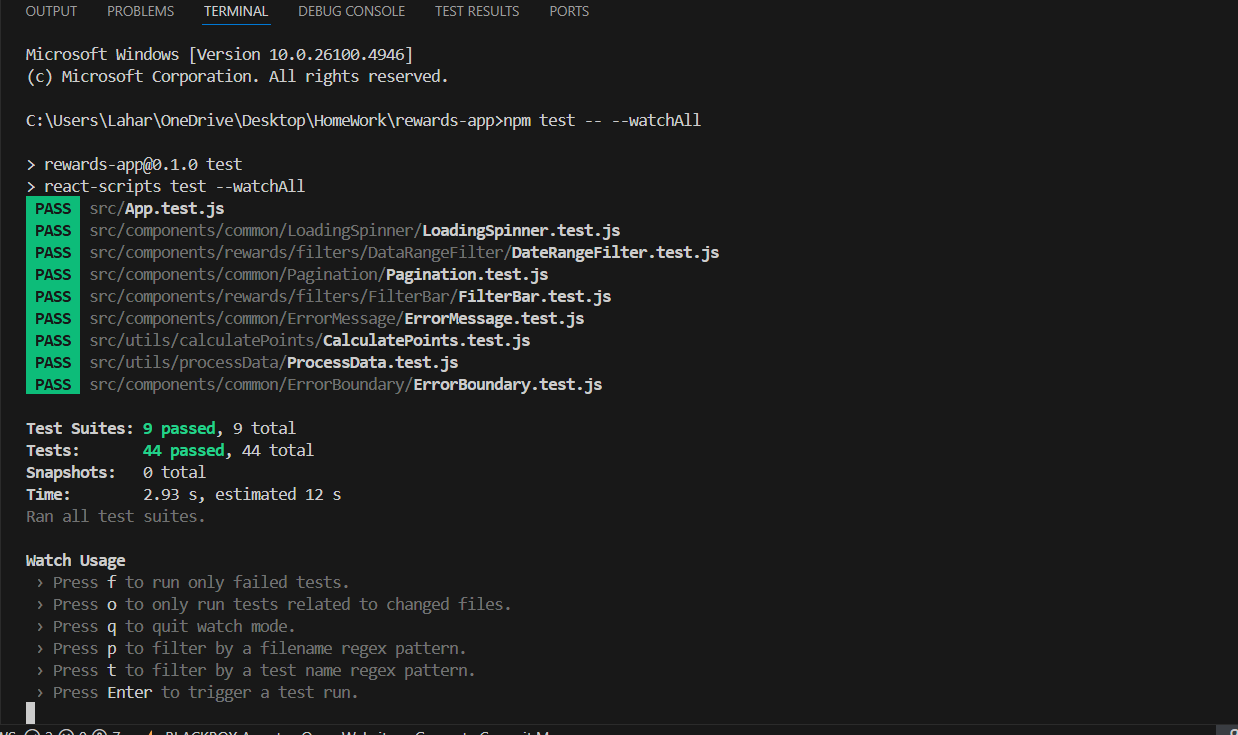 OUTPUT PROBLEMS TERMINAL DEBUG CONSOLE TEST RESULTS PORTS
Microsoft Windows [Version 10.0.26100.4946]
(c) Microsoft Corporation. All rights reserved.
C:\Users\Lahar\OneDrive\Desktop\HomeWork\rewards-app>npm test -- --watchAll
> rewards-app@0.1.0 test
> react-scripts test --watchAll
PASS src/App.test.js
PASS src/components/common/LoadingSpinner/LoadingSpinner.test.js
PASS src/components/rewards/filters/DataRangeFilter/DateRangeFilter.test.js
PASS src/components/common/Pagination/Pagination.test.js
PASS src/components/rewards/filters/FilterBar/FilterBar.test.js
PASS src/components/common/ErrorMessage/ErrorMessage.test.js
PASS src/utils/calculatePoints/CalculatePoints.test.js
PASS src/utils/processData/ProcessData.test.js
PASS src/components/common/ErrorBoundary/ErrorBoundary.test.js
Test Suites: 9 passed, 9 total
Tests: 44 passed, 44 total
Snapshots: 0 total
Time: 2.93 s, estimated 12 s
Ran all test suites.
Watch Usage
› Press f to run only failed tests.
› Press o to only run tests related to changed files.
› Press q to quit watch mode.
› Press p to filter by a filename regex pattern.
› Press t to filter by a test name regex pattern.
› Press Enter to trigger a test run.